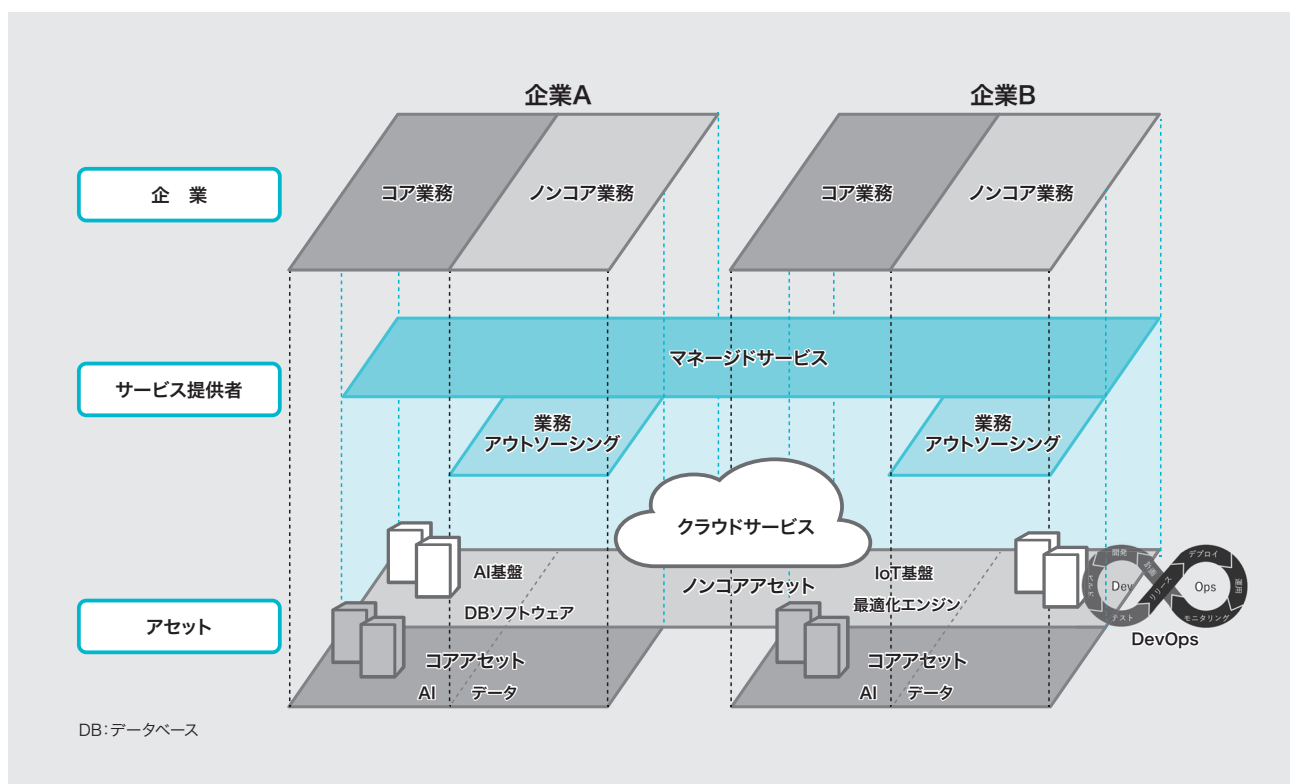 企業A
企業B
企　業
コア業務
ノンコア業務
コア業務
ノンコア業務
サービス提供者
マネージドサービス
業務
アウトソーシング
業務
アウトソーシング
クラウドサービス
アセット
AI基盤
DBソフトウェア
ノンコアアセット
IoT基盤
最適化エンジン
コアアセット
AI
データ
コアアセット
AI
データ
開発
計画
ビルド
Dev
テスト
リリース
デプロイ
Ops
運用
モニタリング
DevOps
DB：データベース